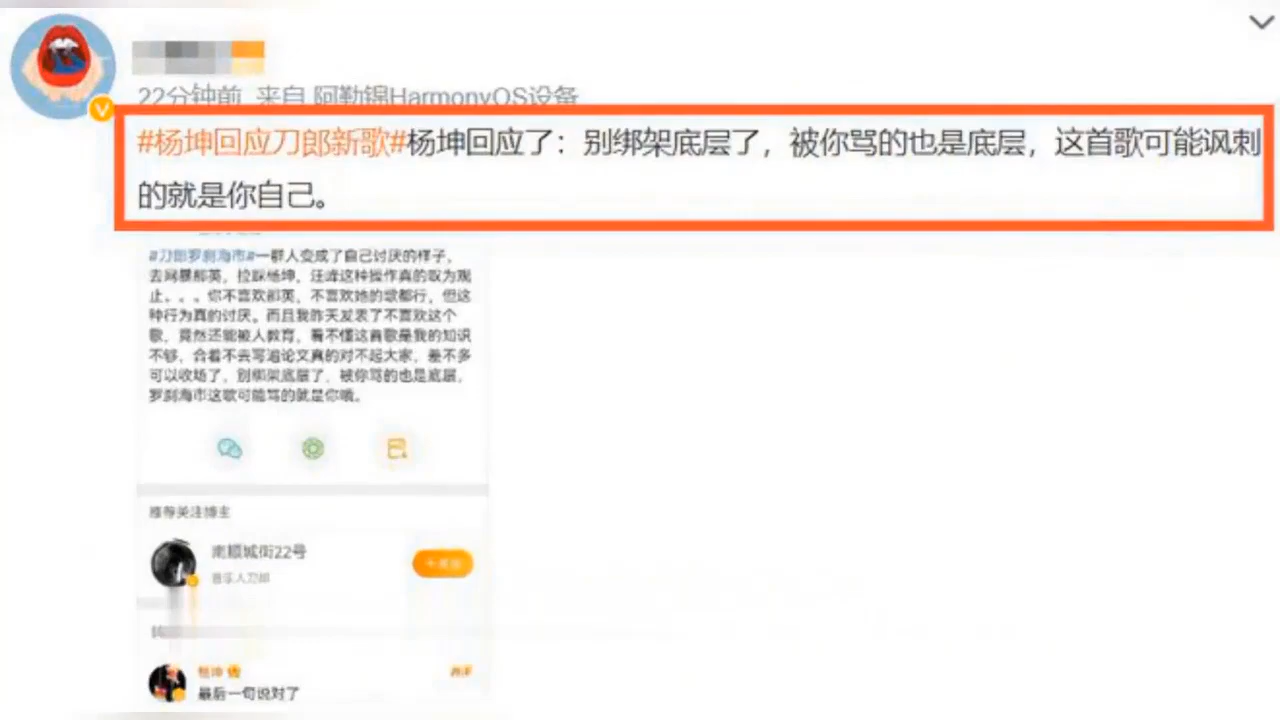 22分钟前 来自 阿勒锦HarmonyOS设备
#杨坤回应刀郎新歌#杨坤回应了：别绑架底层了，被你骂的也是底层，这首歌可能讽刺
的就是你自己。
#刀郎罗刹海市#一群人变成了自己讨厌的样子，
去网暴那英，拉踩杨坤，汪峰这种操作真的叹为观
止。。。你不喜欢那英，不喜欢她的歌都行，但这
种行为真的讨厌。而且我昨天发表了不喜欢这个
歌，竟然还能被人教育，看不懂这首歌是我的知识
不够，合着不去写追论文真的对不起大家，差不多
可以收场了，别绑架底层了，被你骂的也是底层，
罗刹海市这歌可能骂的就是你哦。
推荐关注博主
南顺城街22号
音乐人刀郎
杨坤
最后一句说对了